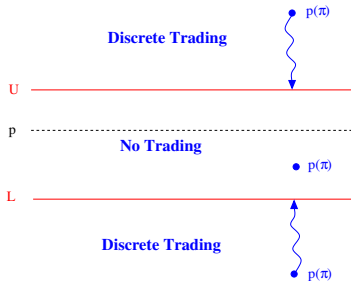 p(π)
Discrete Trading
U
p
No Trading
p(π)
L
Discrete Trading
p(π)